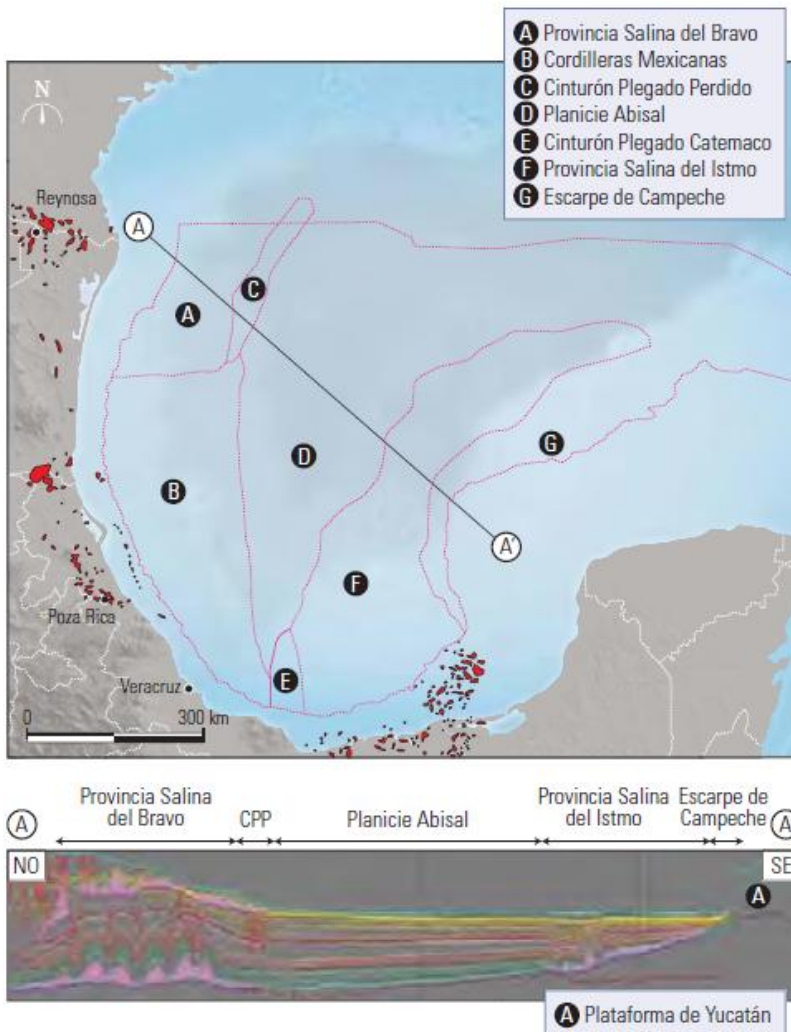 A Provincia Salina del Bravo
B Cordilleras Mexicanas
C Cinturón Plegado Perdido
D Planicie Abisal
E Cinturón Plegado Catemaco
F Provincia Salina del Istmo
G Escarpe de Campeche
N
Reynosa
A
C
A
G
D
B
A'
F
Poza Rica
E
Veracruz
0 300 km
Provincia Salina
del Bravo
CPP
Planicie Abisal
Provincia Salina
del Istmo
Escarpe de
Campeche
A
A
NO
SE
A
A Plataforma de Yucatán